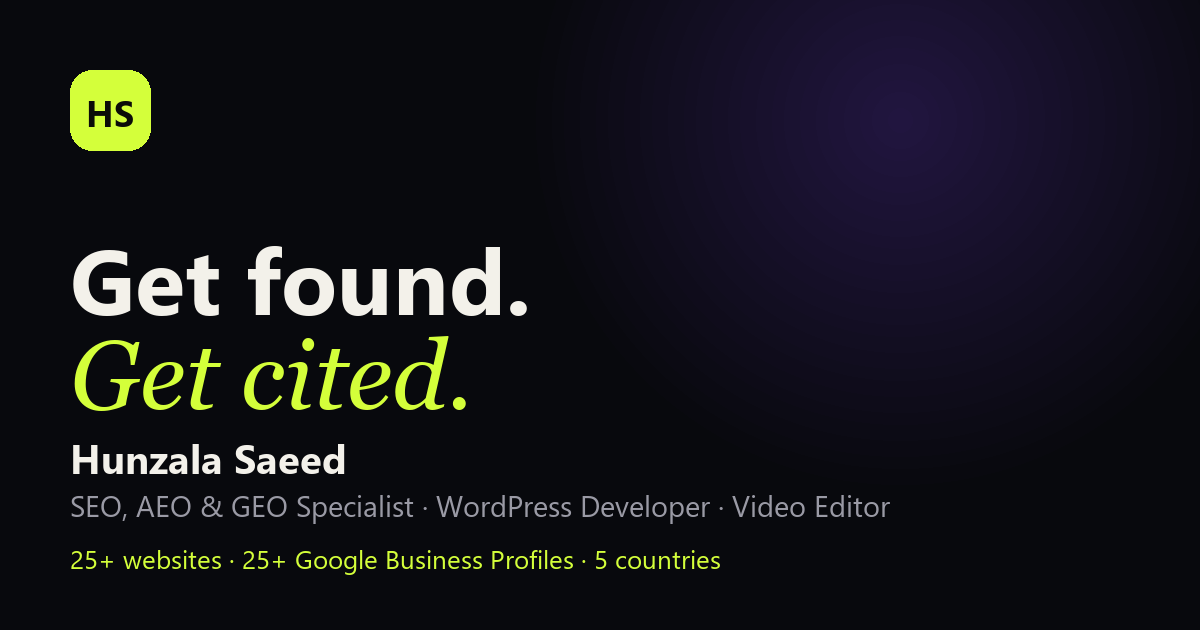 HS
Get found.
Get cited.
Hunzala Saeed
SEO, AEO & GEO Specialist · WordPress Developer · Video Editor
25+ websites · 25+ Google Business Profiles · 5 countries